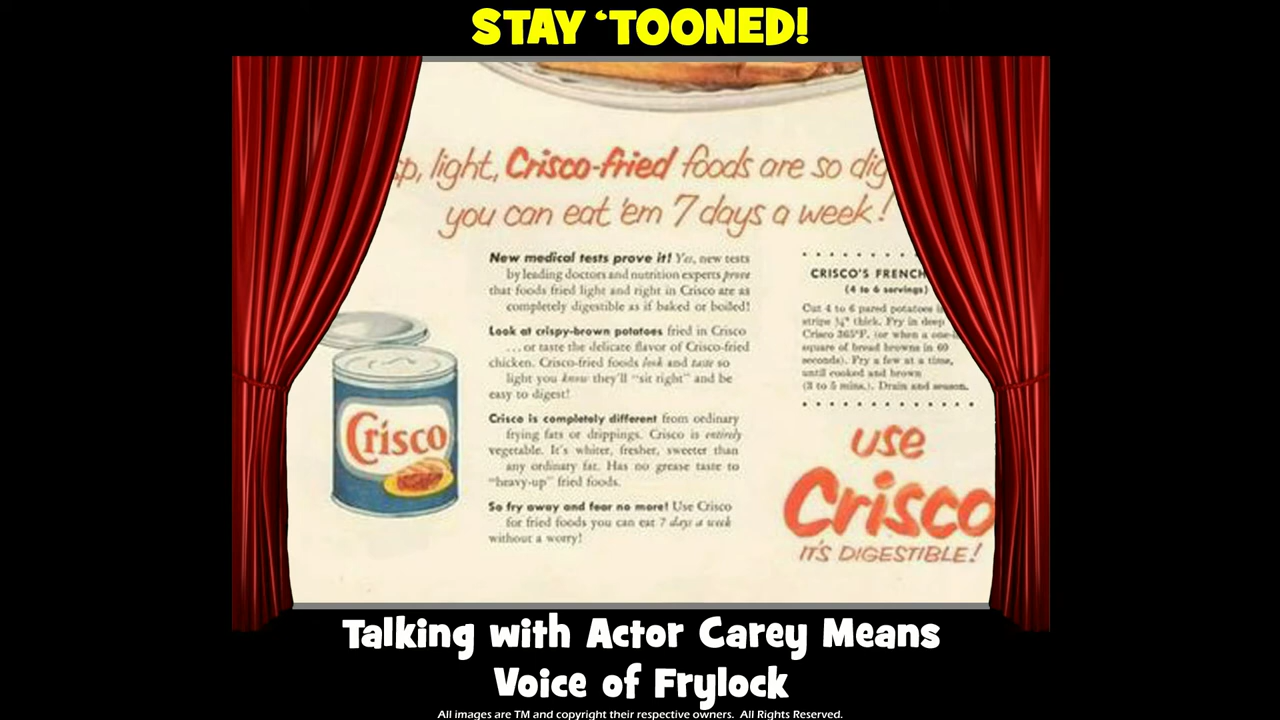 STAY ‘TOONED!
sp, light, Crisco-fried foods are so dig
you can eat 'em 7 days a week!
New medical tests prove it! Yes, new tests
by leading doctors and nutrition experts prove
that foods fried light and right in Crisco are as
completely digestible as if baked or boiled!
Look at crispy-brown potatoes fried in Crisco
...or taste the delicate flavor of Crisco-fried
chicken. Crisco-fried foods look and taste so
light you know they'll "sit right" and be
easy to digest!
Crisco is completely different from ordinary
frying fats or drippings. Crisco is entirely
vegetable. It's whiter, fresher, sweeter than
any ordinary fat. Has no grease taste to
"heavy-up" fried foods.
So fry away and fear no more! Use Crisco
for fried foods you can eat 7 days a week
without a worry!
CRISCO'S FRENCH
(4 to 6 servings)
Cut 4 to 6 pared potatoes
strips ¼" thick. Fry in deep
Crisco 365°F. (or when a one-
square of bread browns in 60
seconds). Fry a few at a time,
until cooked and brown
(3 to 5 mins.). Drain and season.
Crisco
use
Crisco
IT'S DIGESTIBLE!
Talking with Actor Carey Means
Voice of Frylock
All images are TM and copyright their respective owners. All Rights Reserved.